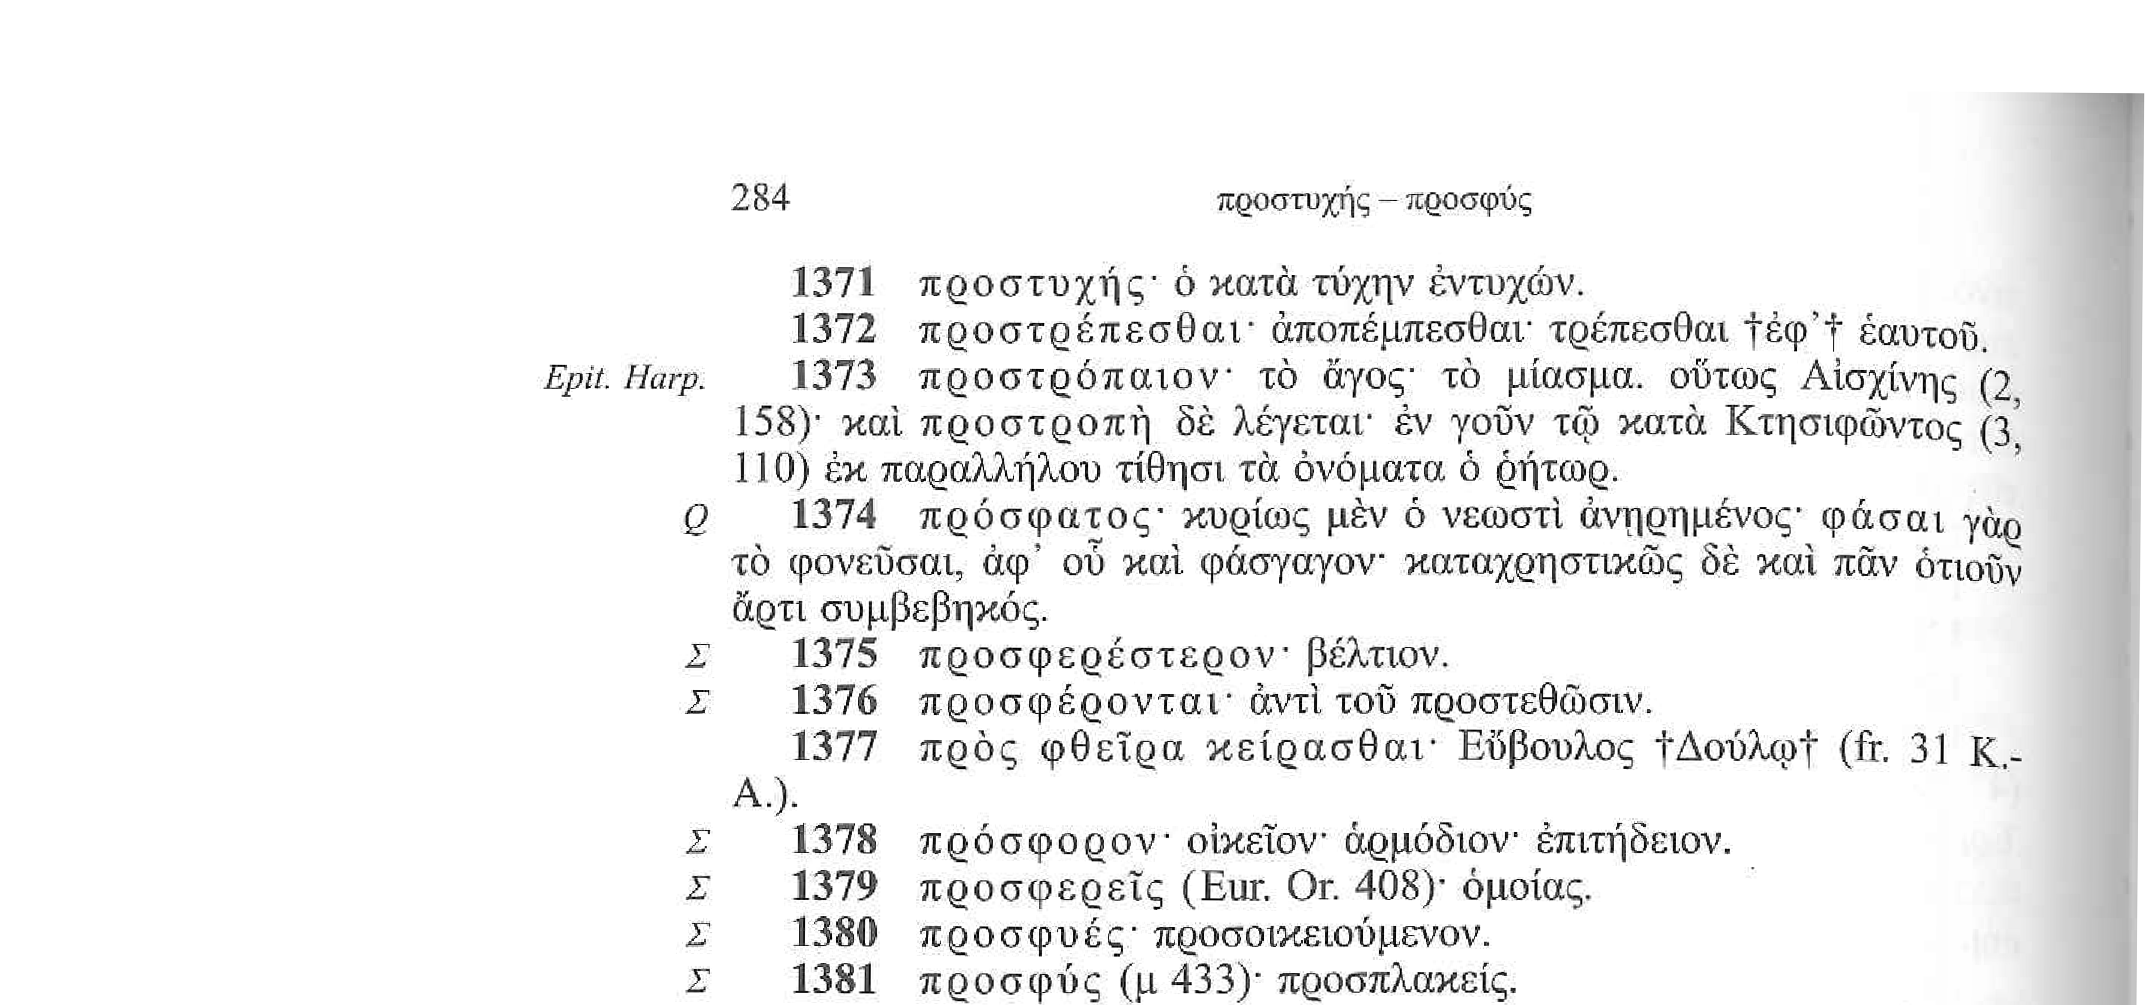 284 προστυχής – προσφύς
1371 προστυχής· ὁ κατὰ τύχην ἐντυχών.
1372 προστρέπεσθαι· ἀποπέμπεσθαι· τρέπεσθαι †ἐφ’† ἑαυτοῦ.
Epit. Harp. 1373 προστρόπαιον· τὸ ἄγος· τὸ μίασμα. οὕτως Αἰσχίνης (2,
158)· καὶ προστροπὴ δὲ λέγεται· ἐν γοῦν τῷ κατὰ Κτησιφῶντος (3,
110) ἐκ παραλλήλου τίθησι τὰ ὀνόματα ὁ ῥήτωρ.
Q 1374 πρόσφατος· κυρίως μὲν ὁ νεωστὶ ἀνῃρημένος· φάσαι γὰρ
τὸ φονεῦσαι, ἀφ’ οὗ καὶ φάσγαγον· καταχρηστικῶς δὲ καὶ πᾶν ὁτιοῦν
ἄρτι συμβεβηκός.
Σ 1375 προσφερέστερον· βέλτιον.
Σ 1376 προσφέρονται· ἀντὶ τοῦ προστεθῶσιν.
1377 πρὸς φθεῖρα κείρασθαι· Εὔβουλος †Δούλῳ† (fr. 31 K.-
A.).
Σ 1378 πρόσφορον· οἰκεῖον· ἁρμόδιον· ἐπιτήδειον.
Σ 1379 προσφερεῖς (Eur. Or. 408)· ὁμοίας.
Σ 1380 προσφυές· προσοικειούμενον.
Σ 1381 προσφύς (μ 433)· προσπλακείς.